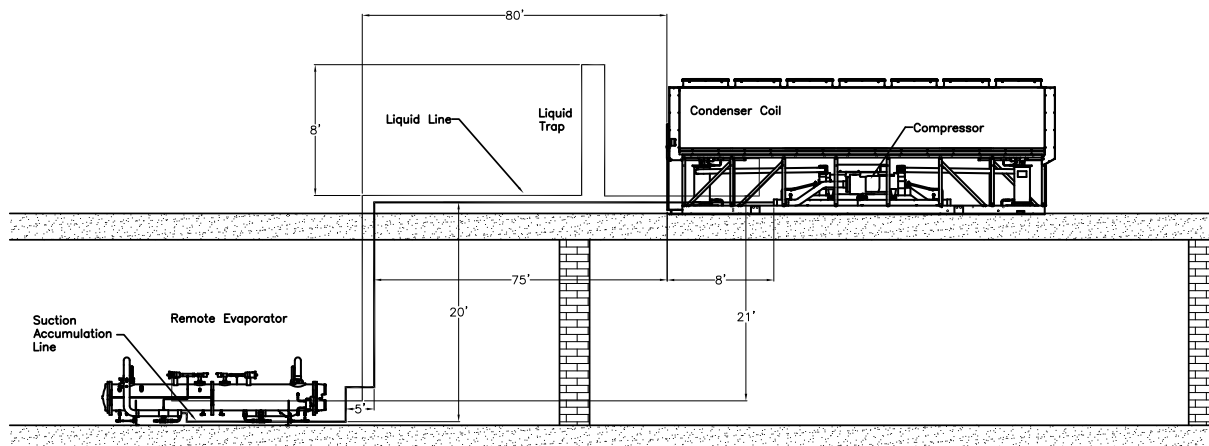 80'
8'
Liquid Line
Liquid
Trap
Condenser Coil
Compressor
75'
8'
20'
21'
Suction
Accumulation
Line
Remote Evaporator
5'